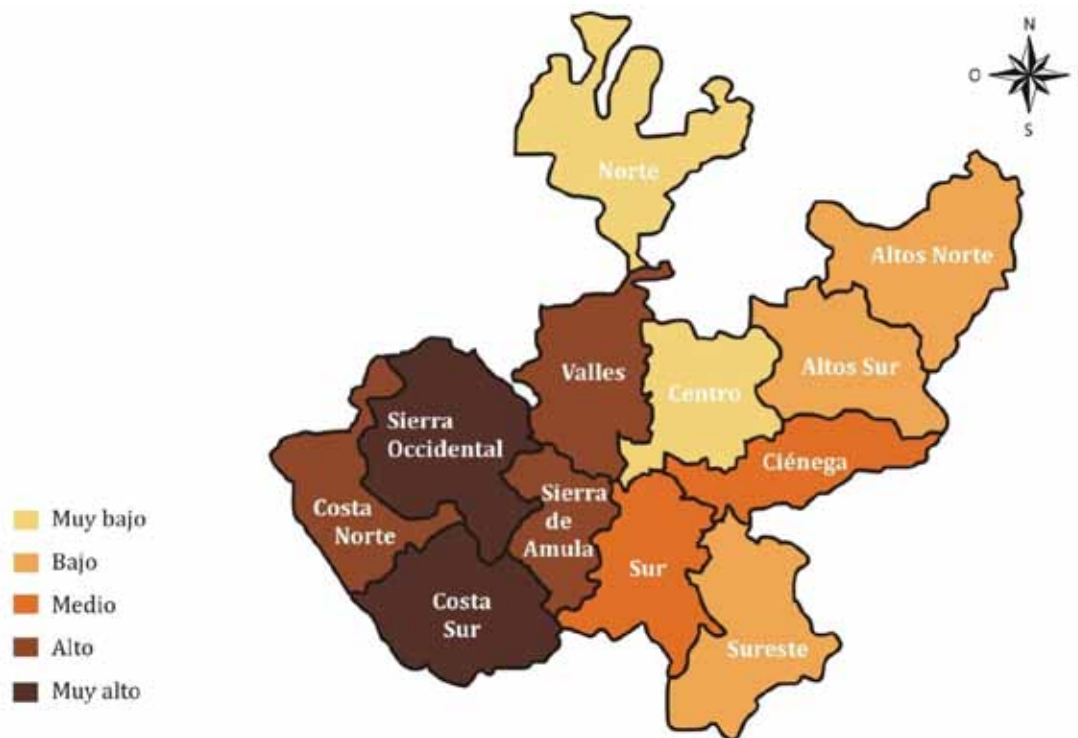 N
O
S
Norte
Altos Norte
Valles
Altos Sur
Centro
Sierra
Occidental
Ciénega
Costa
Norte
Sierra
de
Amula
Sur
Costa
Sur
Sureste
Muy bajo
Bajo
Medio
Alto
Muy alto